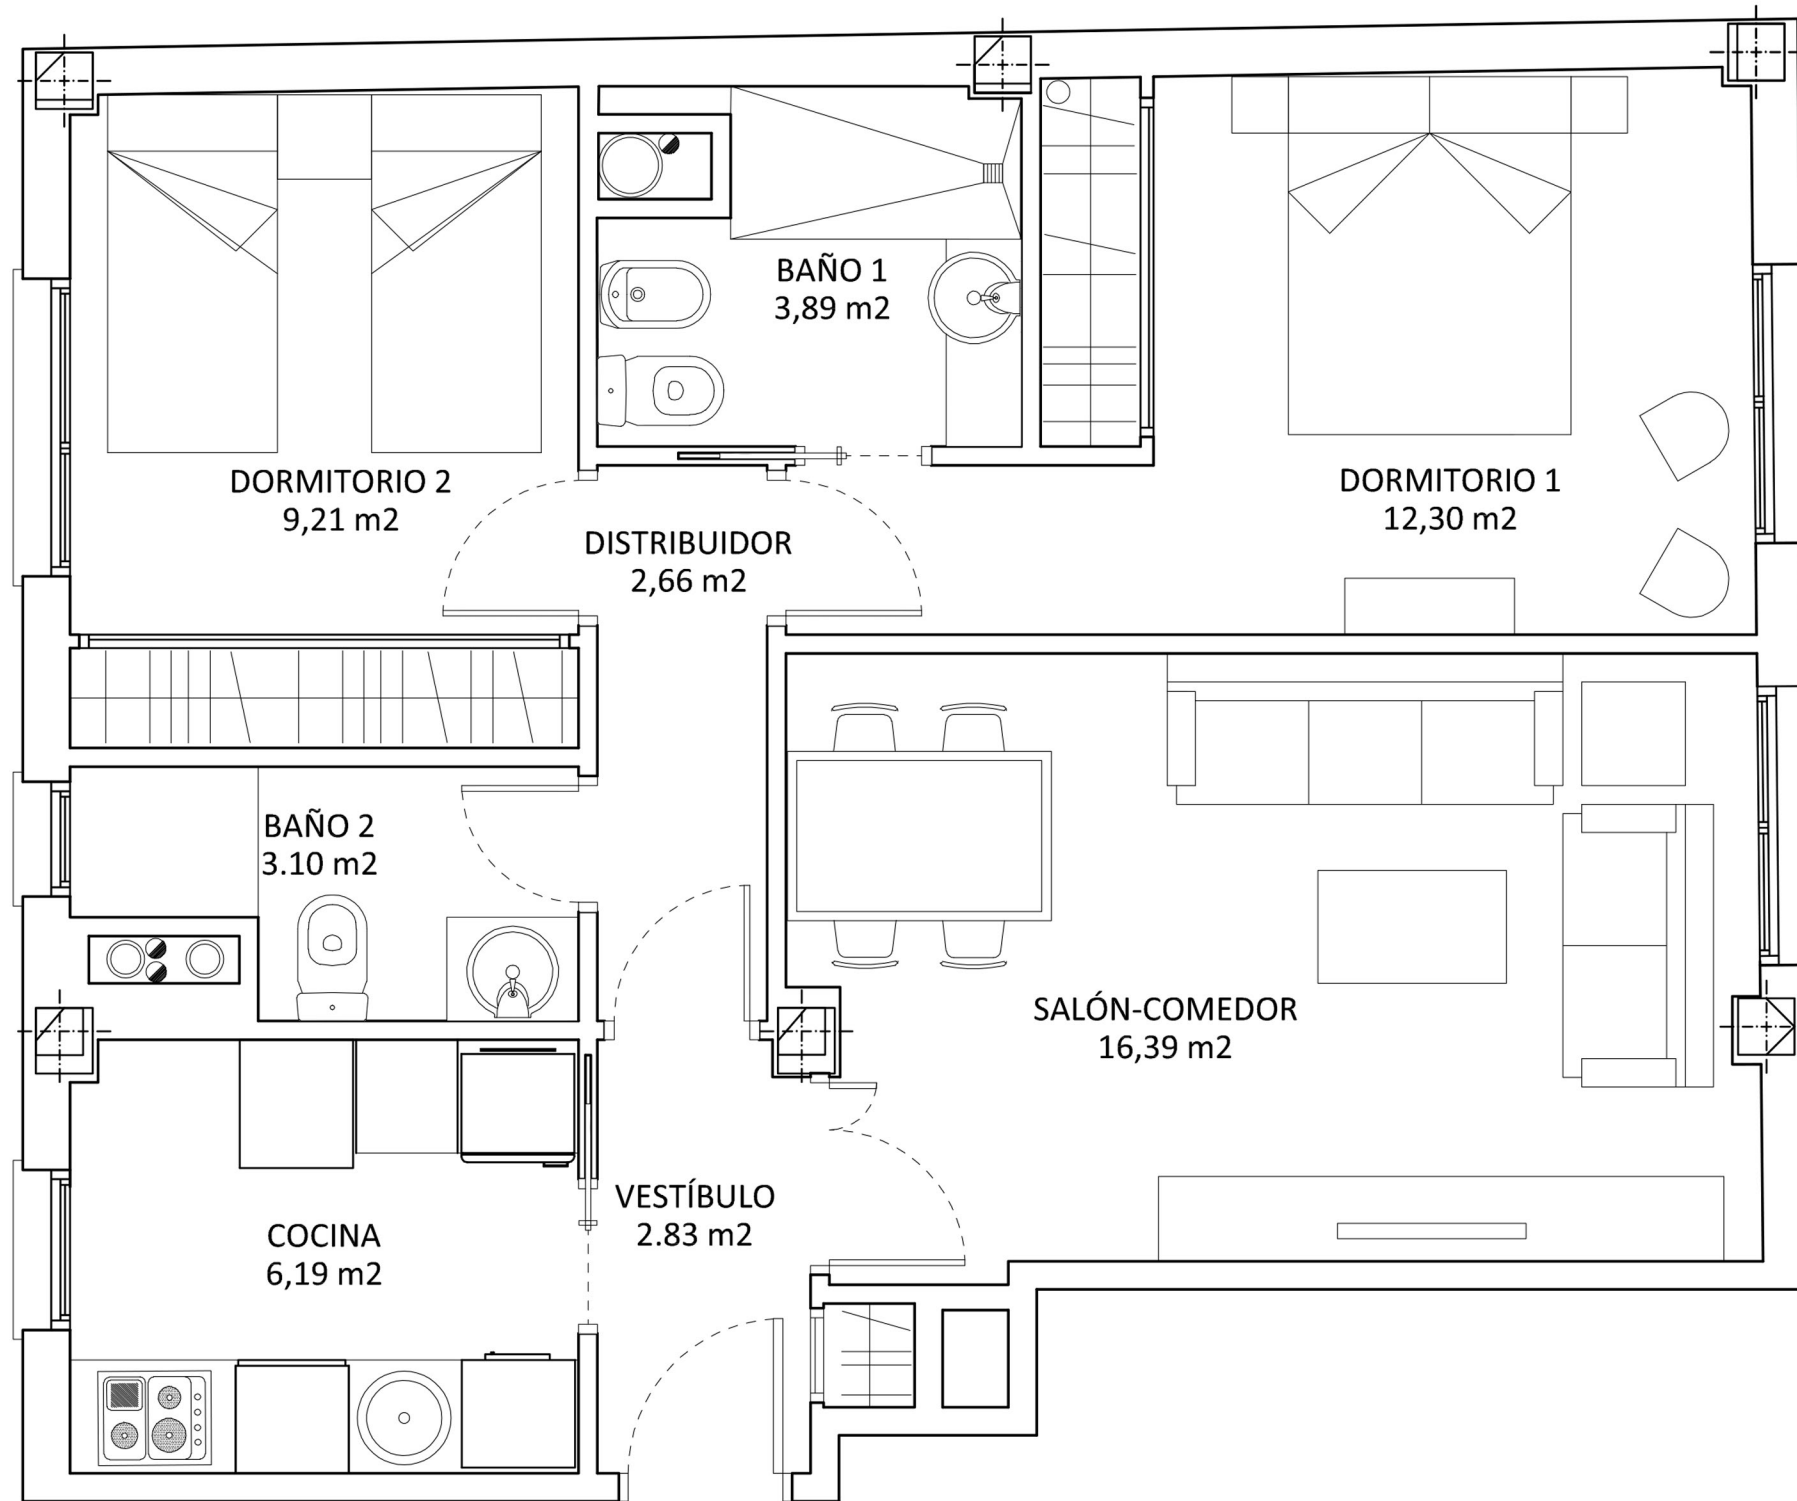 BAÑO 1
3,89 m2
DORMITORIO 2
9,21 m2
DORMITORIO 1
12,30 m2
DISTRIBUIDOR
2,66 m2
BAÑO 2
3.10 m2
SALÓN-COMEDOR
16,39 m2
VESTÍBULO
2.83 m2
COCINA
6,19 m2